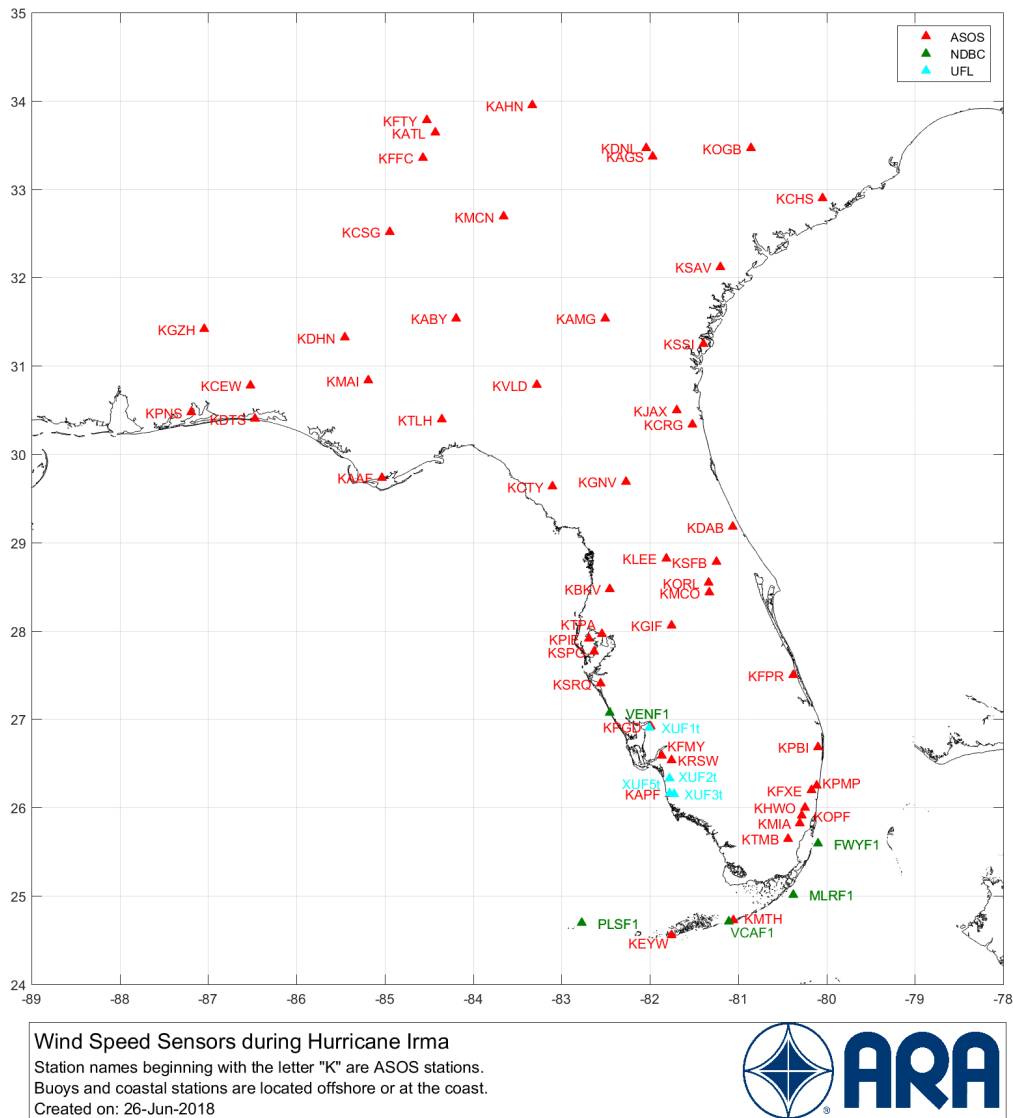 35
ASOS
NDBC
UFL
34
KAHN
KFTY
KATL
KFFC
KDNL
KAGS
KOGB
33
KCHS
KMCN
KCSG
KSAV
32
KGZH
KABY
KAMG
KDHN
KSSI
31
KCEW
KMAI
KVLD
KPNS
KDTS
KTLH
KJAX
KCRG
30
KAAF
KCTY
KGNV
29
KDAB
KLEE
KSFB
KBKV
KORL
KMCO
28
KTPA
KGIF
KPIE
KSPG
KSRQ
KFPR
27
VENF1
KPGD
XUF1t
KFMY
KRSW
KPBI
XUF2t
XUF5t
KAPF
XUF3t
KPMP
KFXE
26
KHWO
KOPF
KMIA
KTMB
FWYF1
25
MLRF1
PLSF1
KMTH
VCAF1
KEYW
24
-89 -88 -87 -86 -85 -84 -83 -82 -81 -80 -79 -78
Wind Speed Sensors during Hurricane Irma
Station names beginning with the letter "K" are ASOS stations.
Buoys and coastal stations are located offshore or at the coast.
Created on: 26-Jun-2018
® ARA